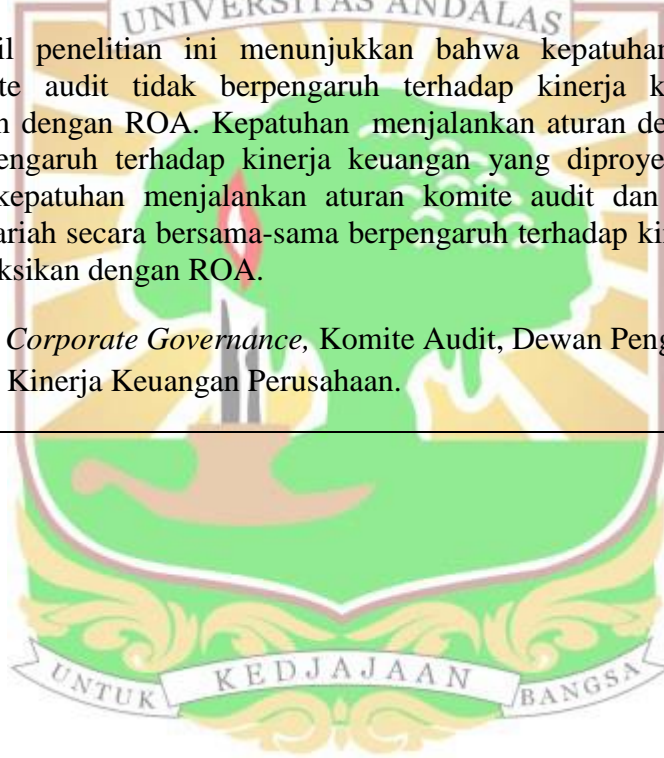 UNIVERSITAS ANDALAS
il penelitian ini menunjukkan bahwa kepatuhan
te audit tidak berpengaruh terhadap kinerja k
n dengan ROA. Kepatuhan menjalankan aturan de
engaruh terhadap kinerja keuangan yang diproye
kepatuhan menjalankan aturan komite audit dan
ariah secara bersama-sama berpengaruh terhadap ki
ksikan dengan ROA.
Corporate Governance, Komite Audit, Dewan Peng
Kinerja Keuangan Perusahaan.
UNTUK KEDJAJAAN BANGSA